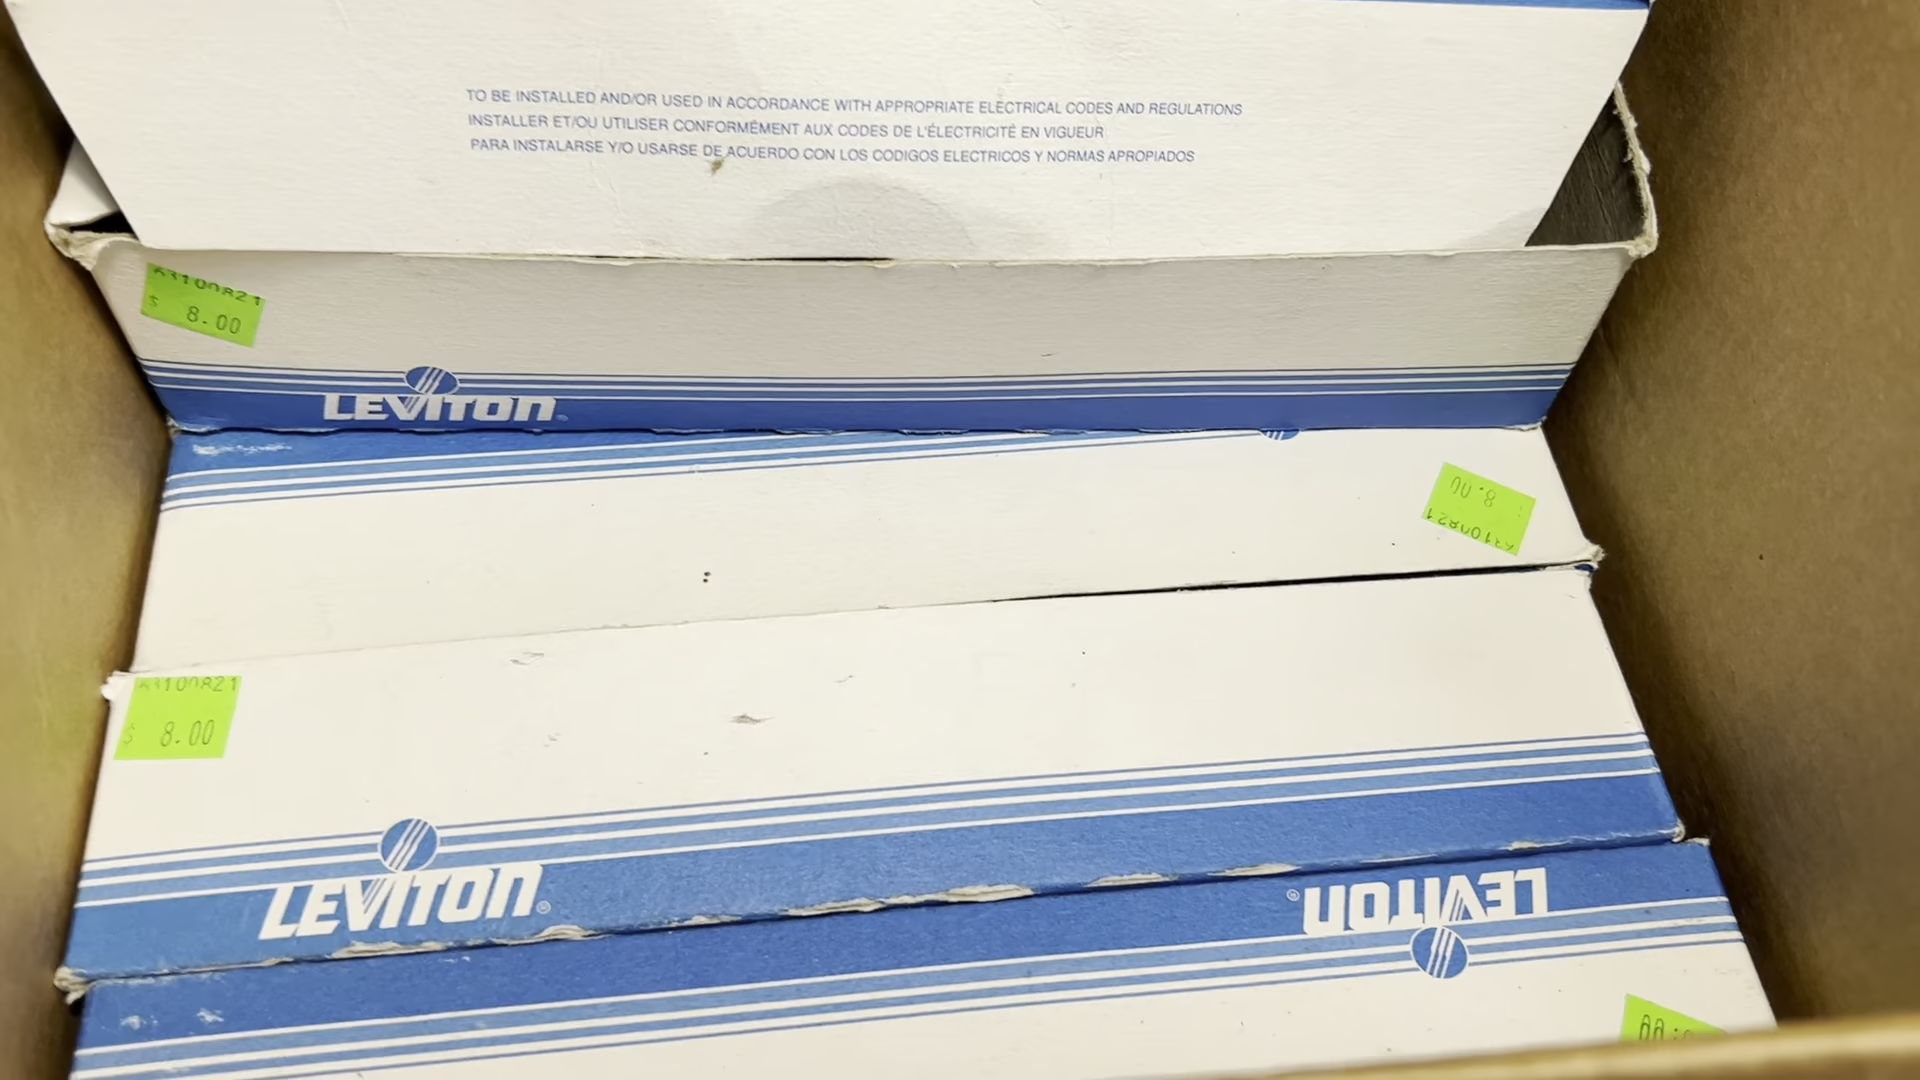 TO BE INSTALLED AND/OR USED IN ACCORDANCE WITH APPROPRIATE ELECTRICAL CODES AND REGULATIONS
INSTALLER ET/OU UTILISER CONFORMÉMENT AUX CODES DE L'ÉLECTRICITÉ EN VIGUEUR
PARA INSTALARSE Y/O USARSE DE ACUERDO CON LOS CODIGOS ELECTRICOS Y NORMAS APROPIADOS
$ 8.00
LEVITON
8.00
$ 8.00
LEVITON®
LEVITON®